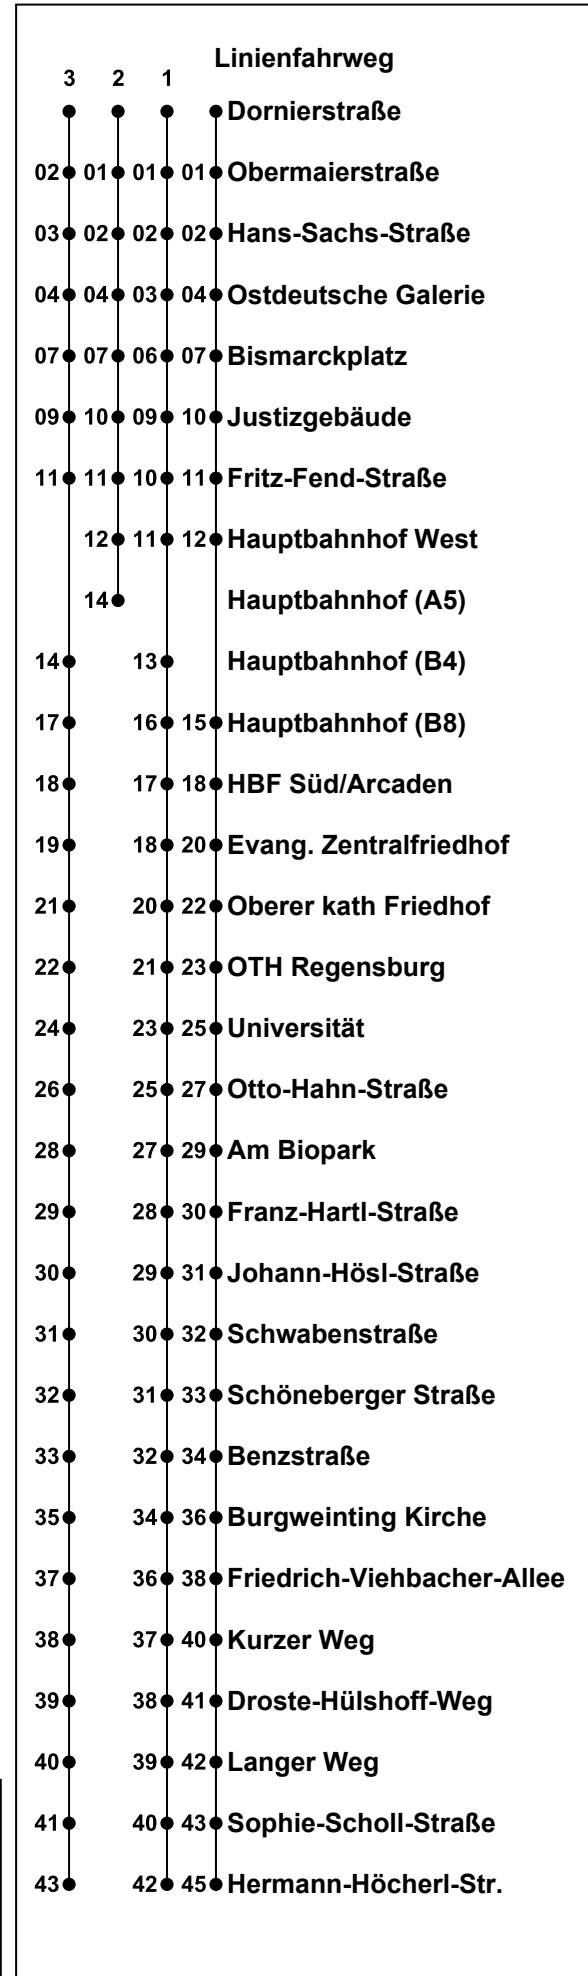 Linienfahrweg
3 2 1
Dornierstraße
02 01 01 01 Obermaierstraße
03 02 02 02 Hans-Sachs-Straße
04 04 03 04 Ostdeutsche Galerie
07 07 06 07 Bismarckplatz
09 10 09 10 Justizgebäude
11 11 10 11 Fritz-Fend-Straße
12 11 12 Hauptbahnhof West
14 Hauptbahnhof (A5)
14 13 Hauptbahnhof (B4)
17 16 15 Hauptbahnhof (B8)
18 17 18 HBF Süd/Arcaden
19 18 20 Evang. Zentralfriedhof
21 20 22 Oberer kath Friedhof
22 21 23 OTH Regensburg
24 23 25 Universität
26 25 27 Otto-Hahn-Straße
28 27 29 Am Biopark
29 28 30 Franz-Hartl-Straße
30 29 31 Johann-Hösl-Straße
31 30 32 Schwabenstraße
32 31 33 Schöneberger Straße
33 32 34 Benzstraße
35 34 36 Burgweinting Kirche
37 36 38 Friedrich-Viehbacher-Allee
38 37 40 Kurzer Weg
39 38 41 Droste-Hülshoff-Weg
40 39 42 Langer Weg
41 40 43 Sophie-Scholl-Straße
43 42 45 Hermann-Höcherl-Str.